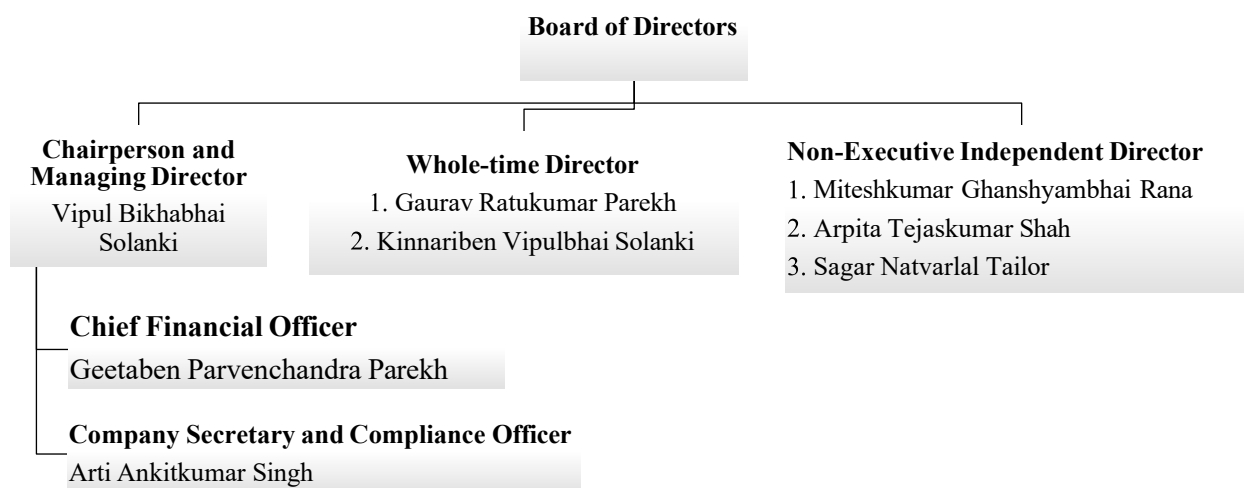 Board of Directors
Chairperson and
Managing Director
Vipul Bikhabhai
Solanki
Whole-time Director
1. Gaurav Ratukumar Parekh
2. Kinnariben Vipulbhai Solanki
Non-Executive Independent Director
1. Miteshkumar Ghanshyambhai Rana
2. Arpita Tejaskumar Shah
3. Sagar Natvarlal Tailor
Chief Financial Officer
Geetaben Parvenchandra Parekh
Company Secretary and Compliance Officer
Arti Ankitkumar Singh